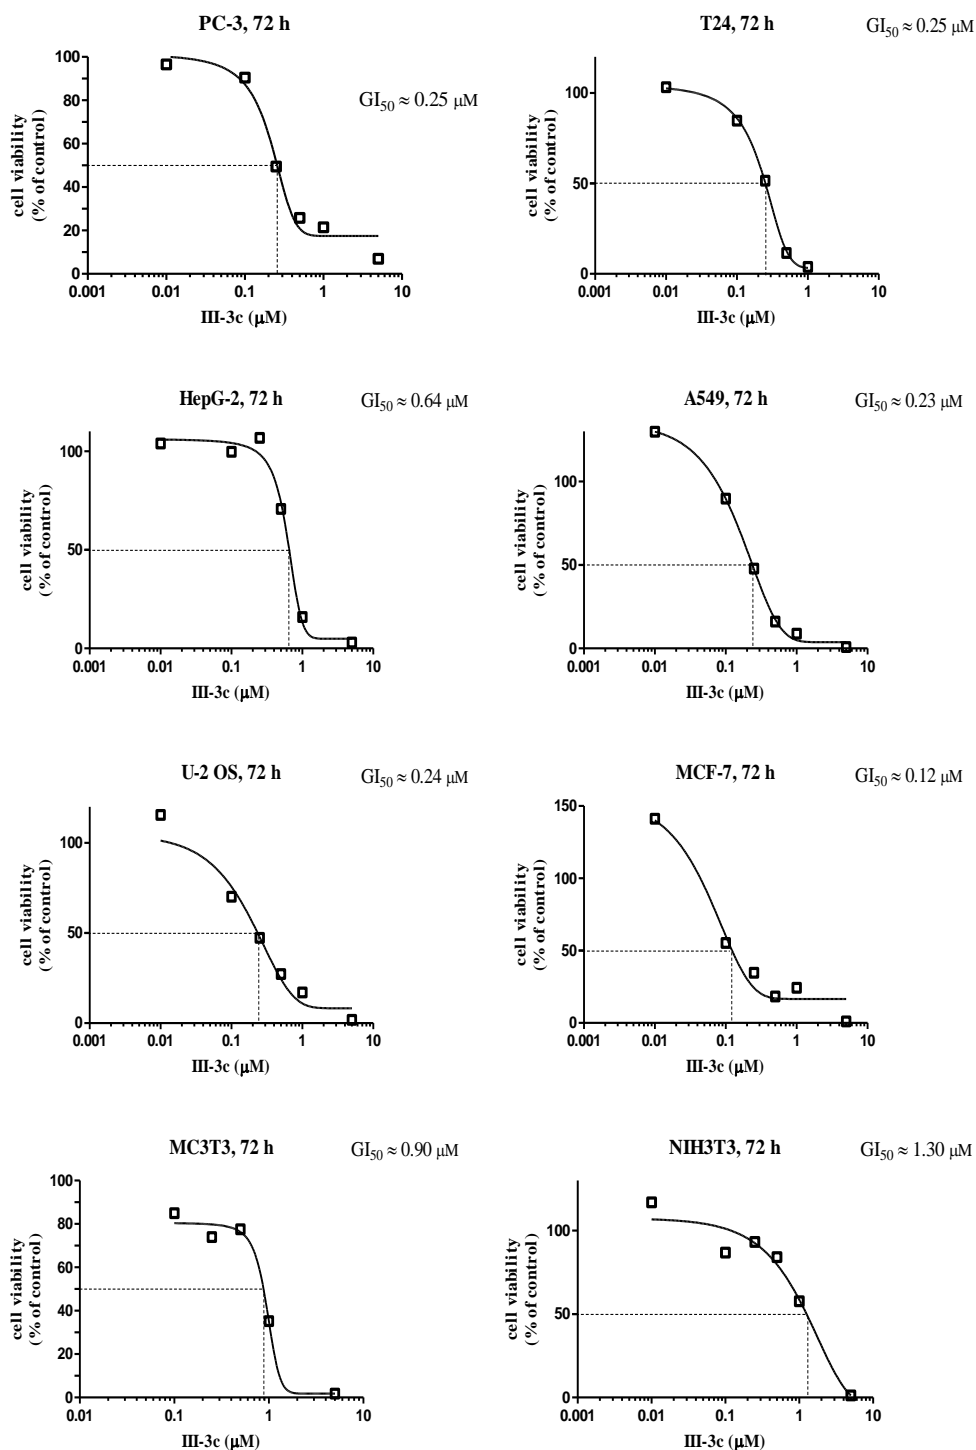 PC-3, 72 h
GI50 ≈ 0.25 μM
cell viability
(% of control)
100
80
60
40
20
0
0.001 0.01 0.1 1 10
III-3c (μM)
T24, 72 h
GI50 ≈ 0.25 μM
cell viability
(% of control)
100
50
0
0.001 0.01 0.1 1 10
III-3c (μM)
HepG-2, 72 h
GI50 ≈ 0.64 μM
cell viability
(% of control)
100
50
0
0.001 0.01 0.1 1 10
III-3c (μM)
A549, 72 h
GI50 ≈ 0.23 μM
cell viability
(% of control)
100
50
0
0.001 0.01 0.1 1 10
III-3c (μM)
U-2 OS, 72 h
GI50 ≈ 0.24 μM
cell viability
(% of control)
100
50
0
0.001 0.01 0.1 1 10
III-3c (μM)
MCF-7, 72 h
GI50 ≈ 0.12 μM
cell viability
(% of control)
150
100
50
0
0.001 0.01 0.1 1 10
III-3c (μM)
MC3T3, 72 h
GI50 ≈ 0.90 μM
cell viability
(% of control)
100
80
60
40
20
0
0.01 0.1 1 10
III-3c (μM)
NIH3T3, 72 h
GI50 ≈ 1.30 μM
cell viability
(% of control)
100
50
0
0.001 0.01 0.1 1 10
III-3c (μM)